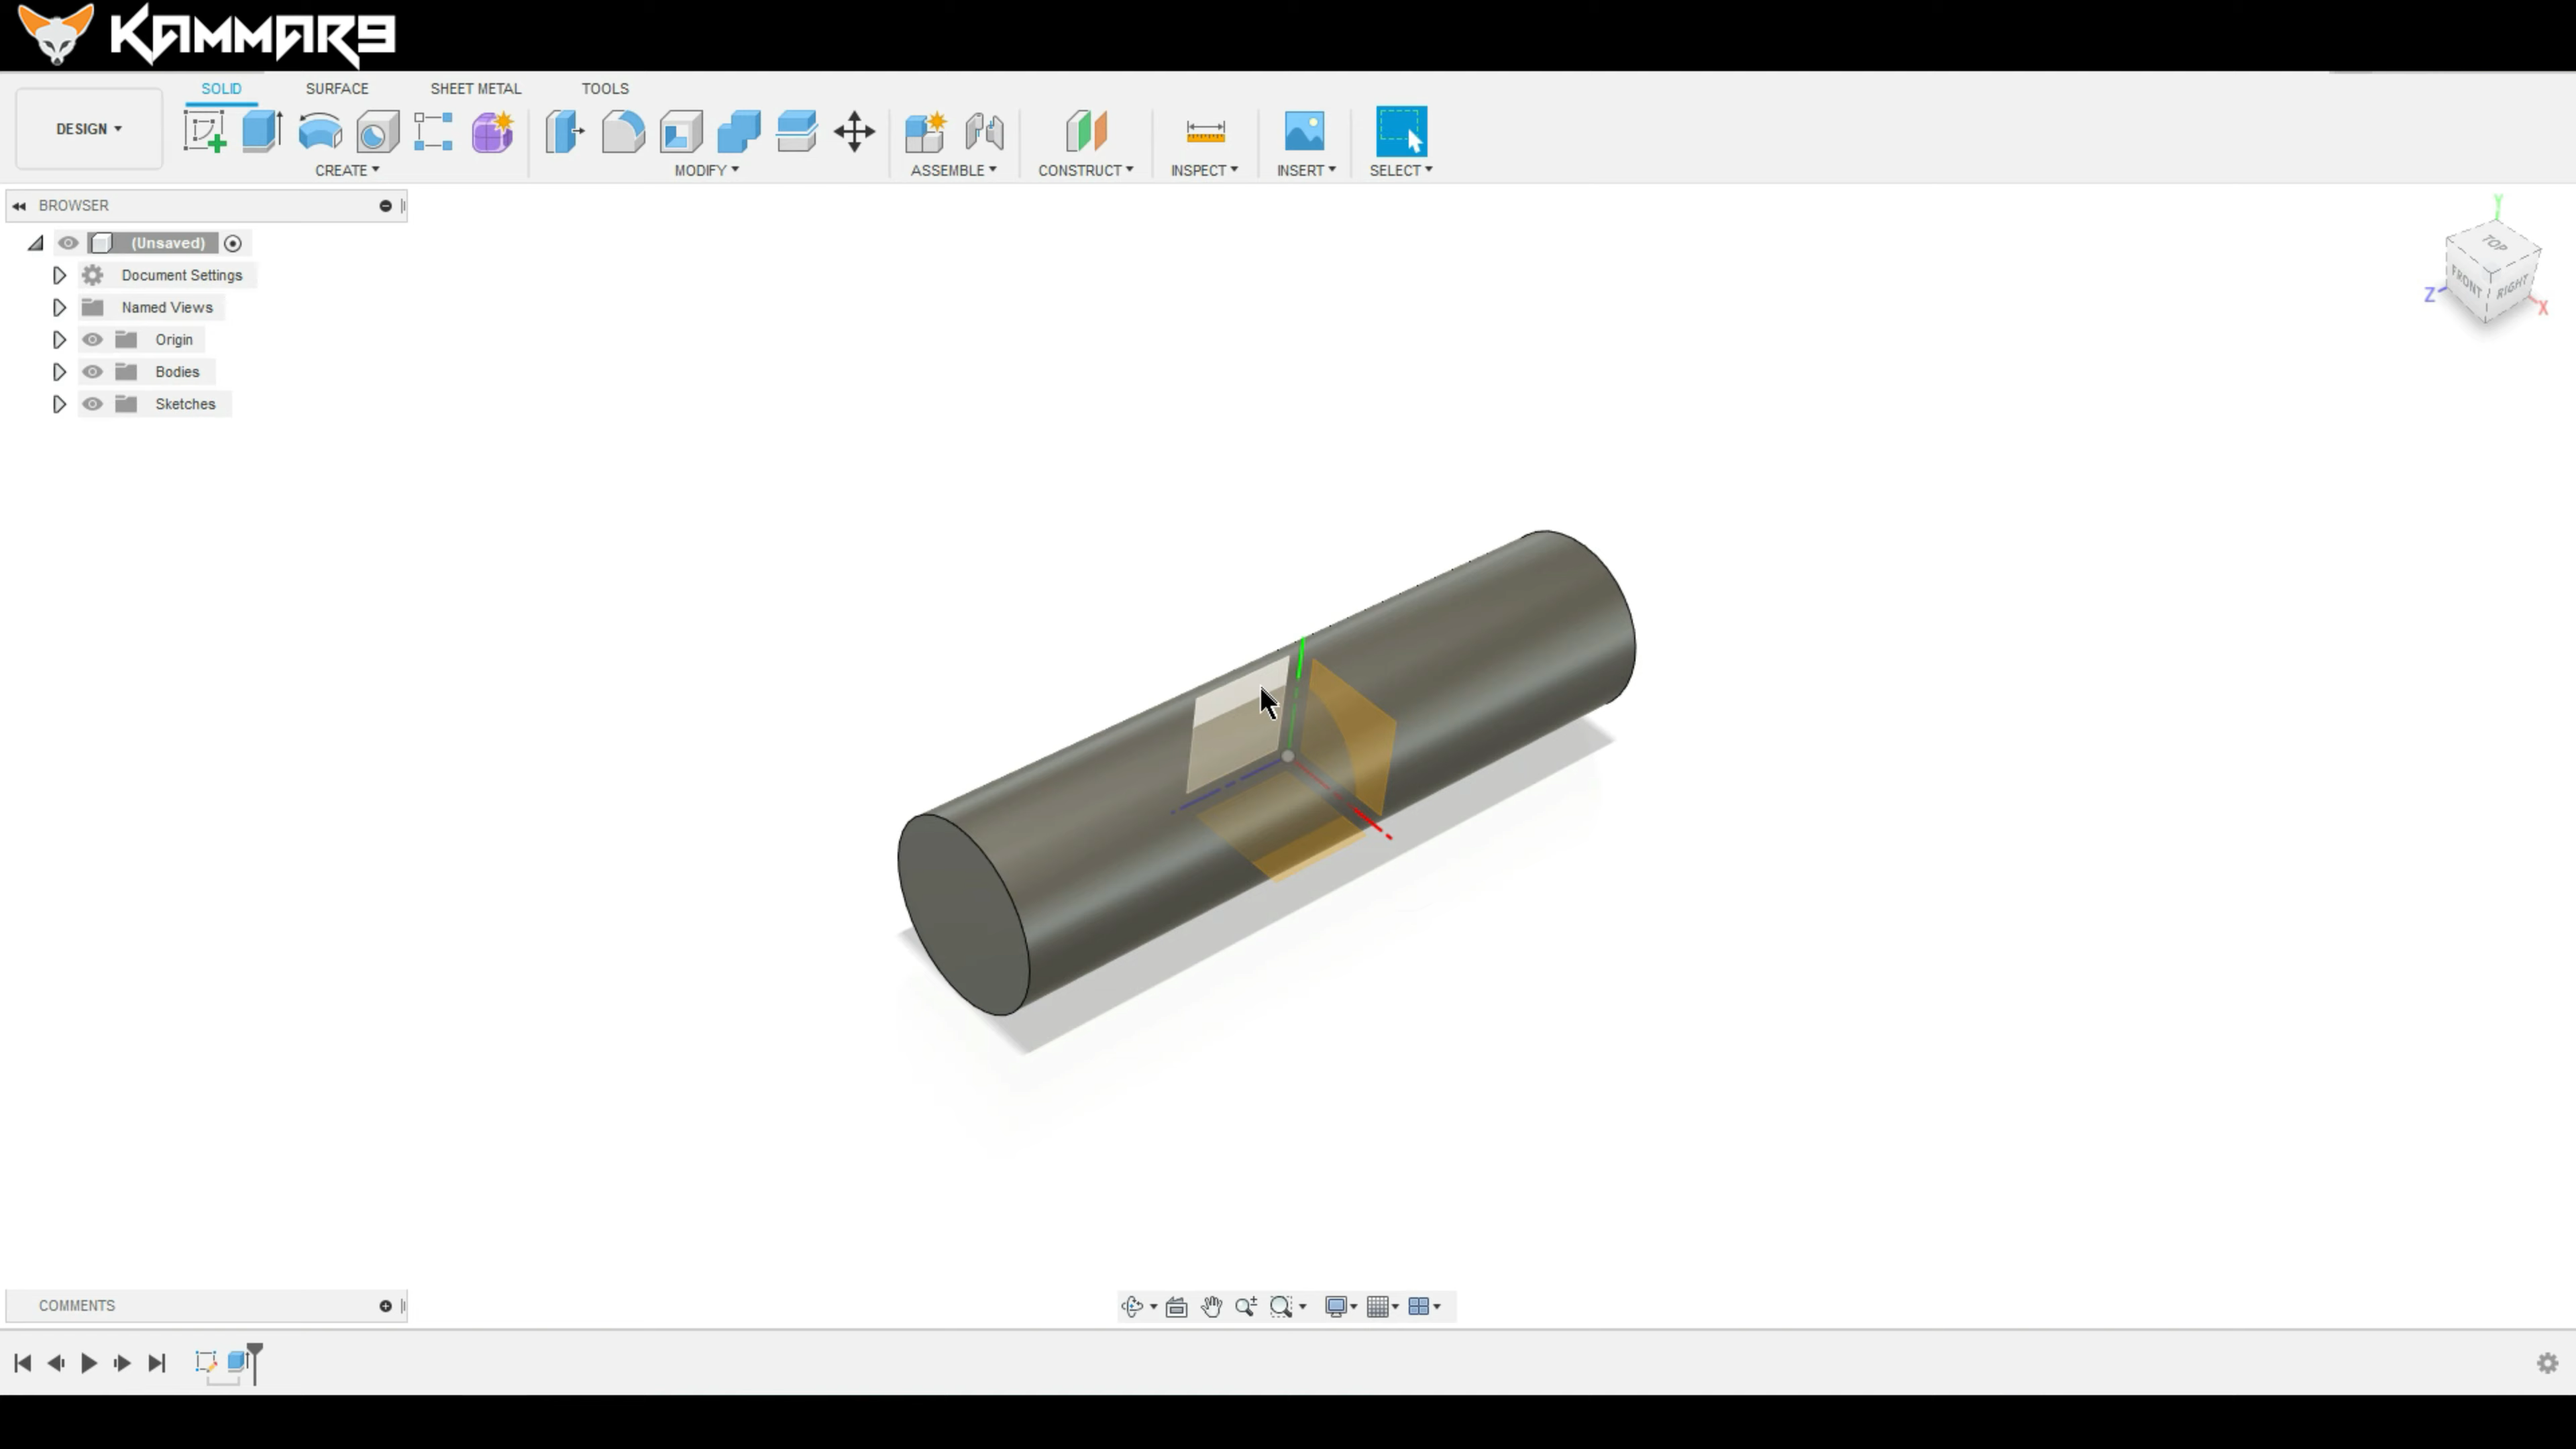 KAMMAR9
SOLID SURFACE SHEET METAL TOOLS
DESIGN
CREATE MODIFY ASSEMBLE CONSTRUCT INSPECT INSERT SELECT
BROWSER
(Unsaved)
Document Settings
Named Views
Origin
Bodies
Sketches
Y
TOP
FRONT RIGHT
Z
X
COMMENTS